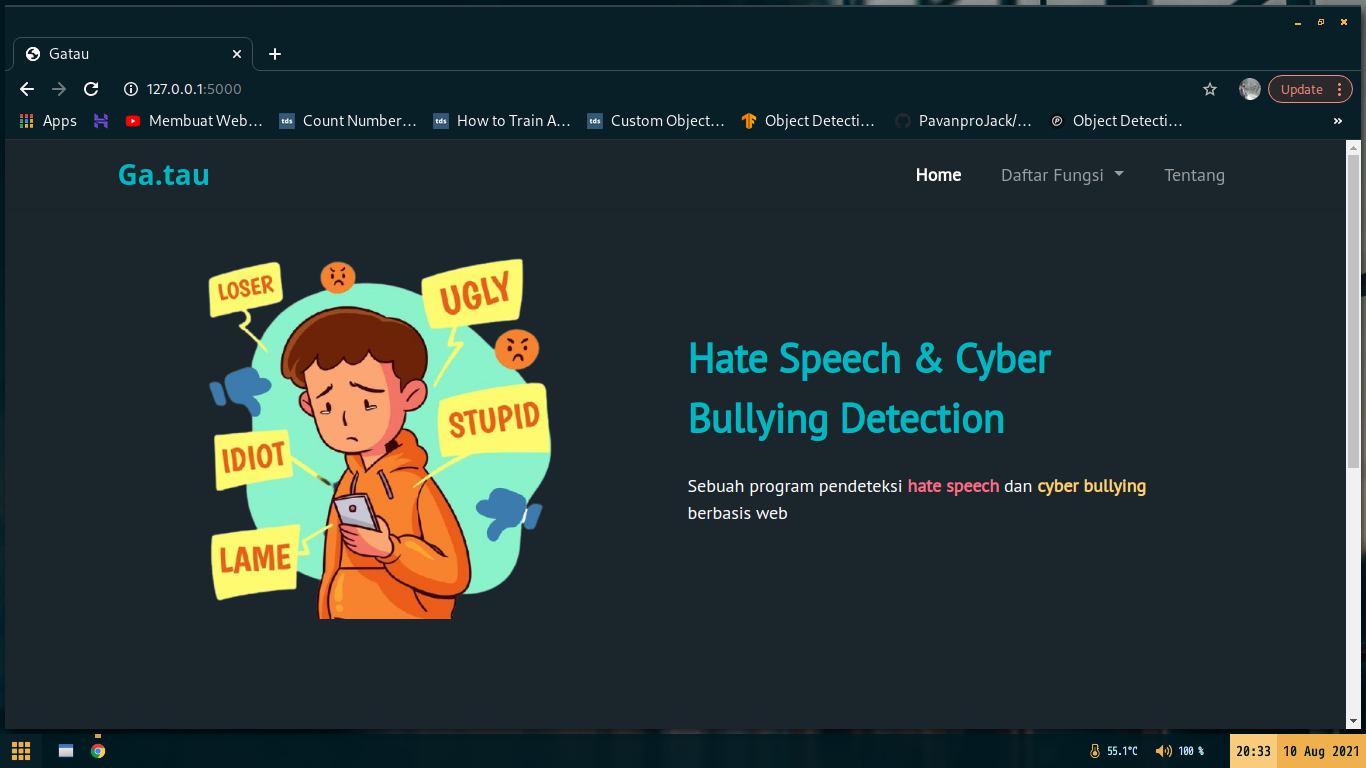 Gatau
127.0.0.1:5000
Update
Apps
Membuat Web…
Count Number…
How to Train A…
Custom Object…
Object Detecti…
PavanproJack/…
Object Detecti…
»
Ga.tau
Home
Daftar Fungsi
Tentang
LOSER
UGLY
STUPID
IDIOT
LAME
Hate Speech & Cyber
Bullying Detection
Sebuah program pendeteksi hate speech dan cyber bullying
berbasis web
55.1°C
100 %
20:33
10 Aug 2021